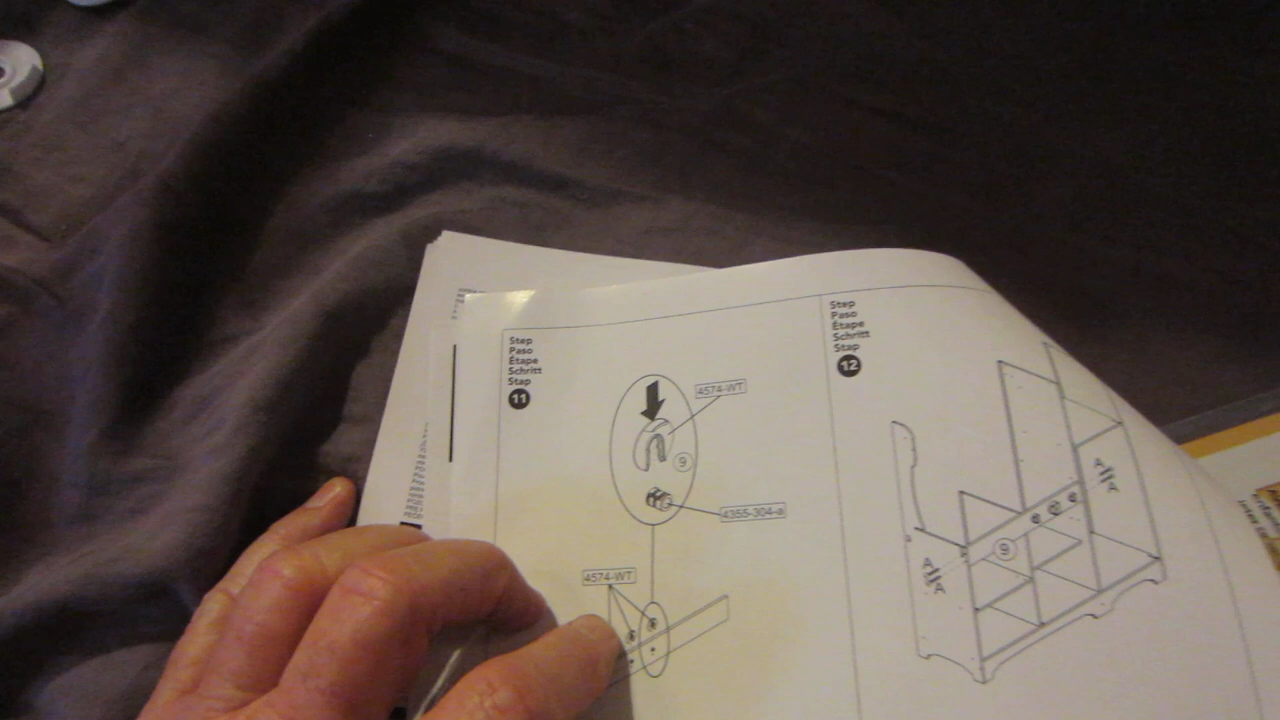 Step
Paso
Étape
Schritt
Stap
11
4574-WT
9
4355-304-a
4574-WT
Step
Paso
Étape
Schritt
Stap
12
A
A
9
A
A